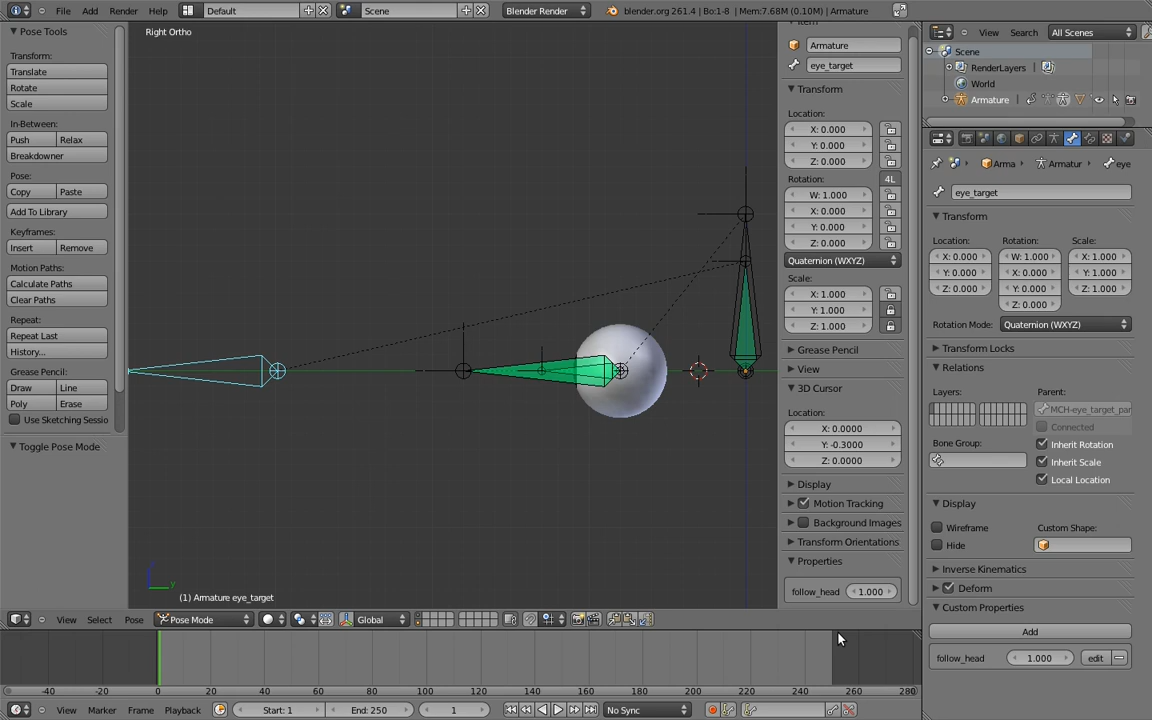 File Add Render Help Default Scene Blender Render blender.org 261.4 | Bo:1-8 | Mem:7.68M (0.10M) | Armature
Pose Tools
Transform:
Translate
Rotate
Scale
In-Between:
Push Relax
Breakdowner
Pose:
Copy Paste
Add To Library
Keyframes:
Insert Remove
Motion Paths:
Calculate Paths
Clear Paths
Repeat:
Repeat Last
History...
Grease Pencil:
Draw Line
Poly Erase
Use Sketching Sessio
Toggle Pose Mode
Right Ortho
y
(1) Armature eye_target
Item
Armature
eye_target
Transform
Location:
X: 0.000
Y: 0.000
Z: 0.000
Rotation: 4L
W: 1.000
X: 0.000
Y: 0.000
Z: 0.000
Quaternion (WXYZ)
Scale:
X: 1.000
Y: 1.000
Z: 1.000
Grease Pencil
View
3D Cursor
Location:
X: 0.0000
Y: -0.3000
Z: 0.0000
Display
Motion Tracking
Background Images
Transform Orientations
Properties
follow_head 1.000
View Select Pose Pose Mode Global
-40 -20 0 20 40 60 80 100 120 140 160 180 200 220 240 260 280
View Marker Frame Playback Start: 1 End: 250 1 No Sync
View Search All Scenes
Scene
RenderLayers
World
Armature
Arma Armatur eye
eye_target
Transform
Location: Rotation: Scale:
X: 0.000 W: 1.000 X: 1.000
Y: 0.000 X: 0.000 Y: 1.000
Z: 0.000 Y: 0.000 Z: 1.000
Z: 0.000
Rotation Mode: Quaternion (WXYZ)
Transform Locks
Relations
Layers: Parent:
MCH-eye_target_par
Connected
Bone Group: Inherit Rotation
Inherit Scale
Local Location
Display
Wireframe Custom Shape:
Hide
Inverse Kinematics
Deform
Custom Properties
Add
follow_head 1.000 edit